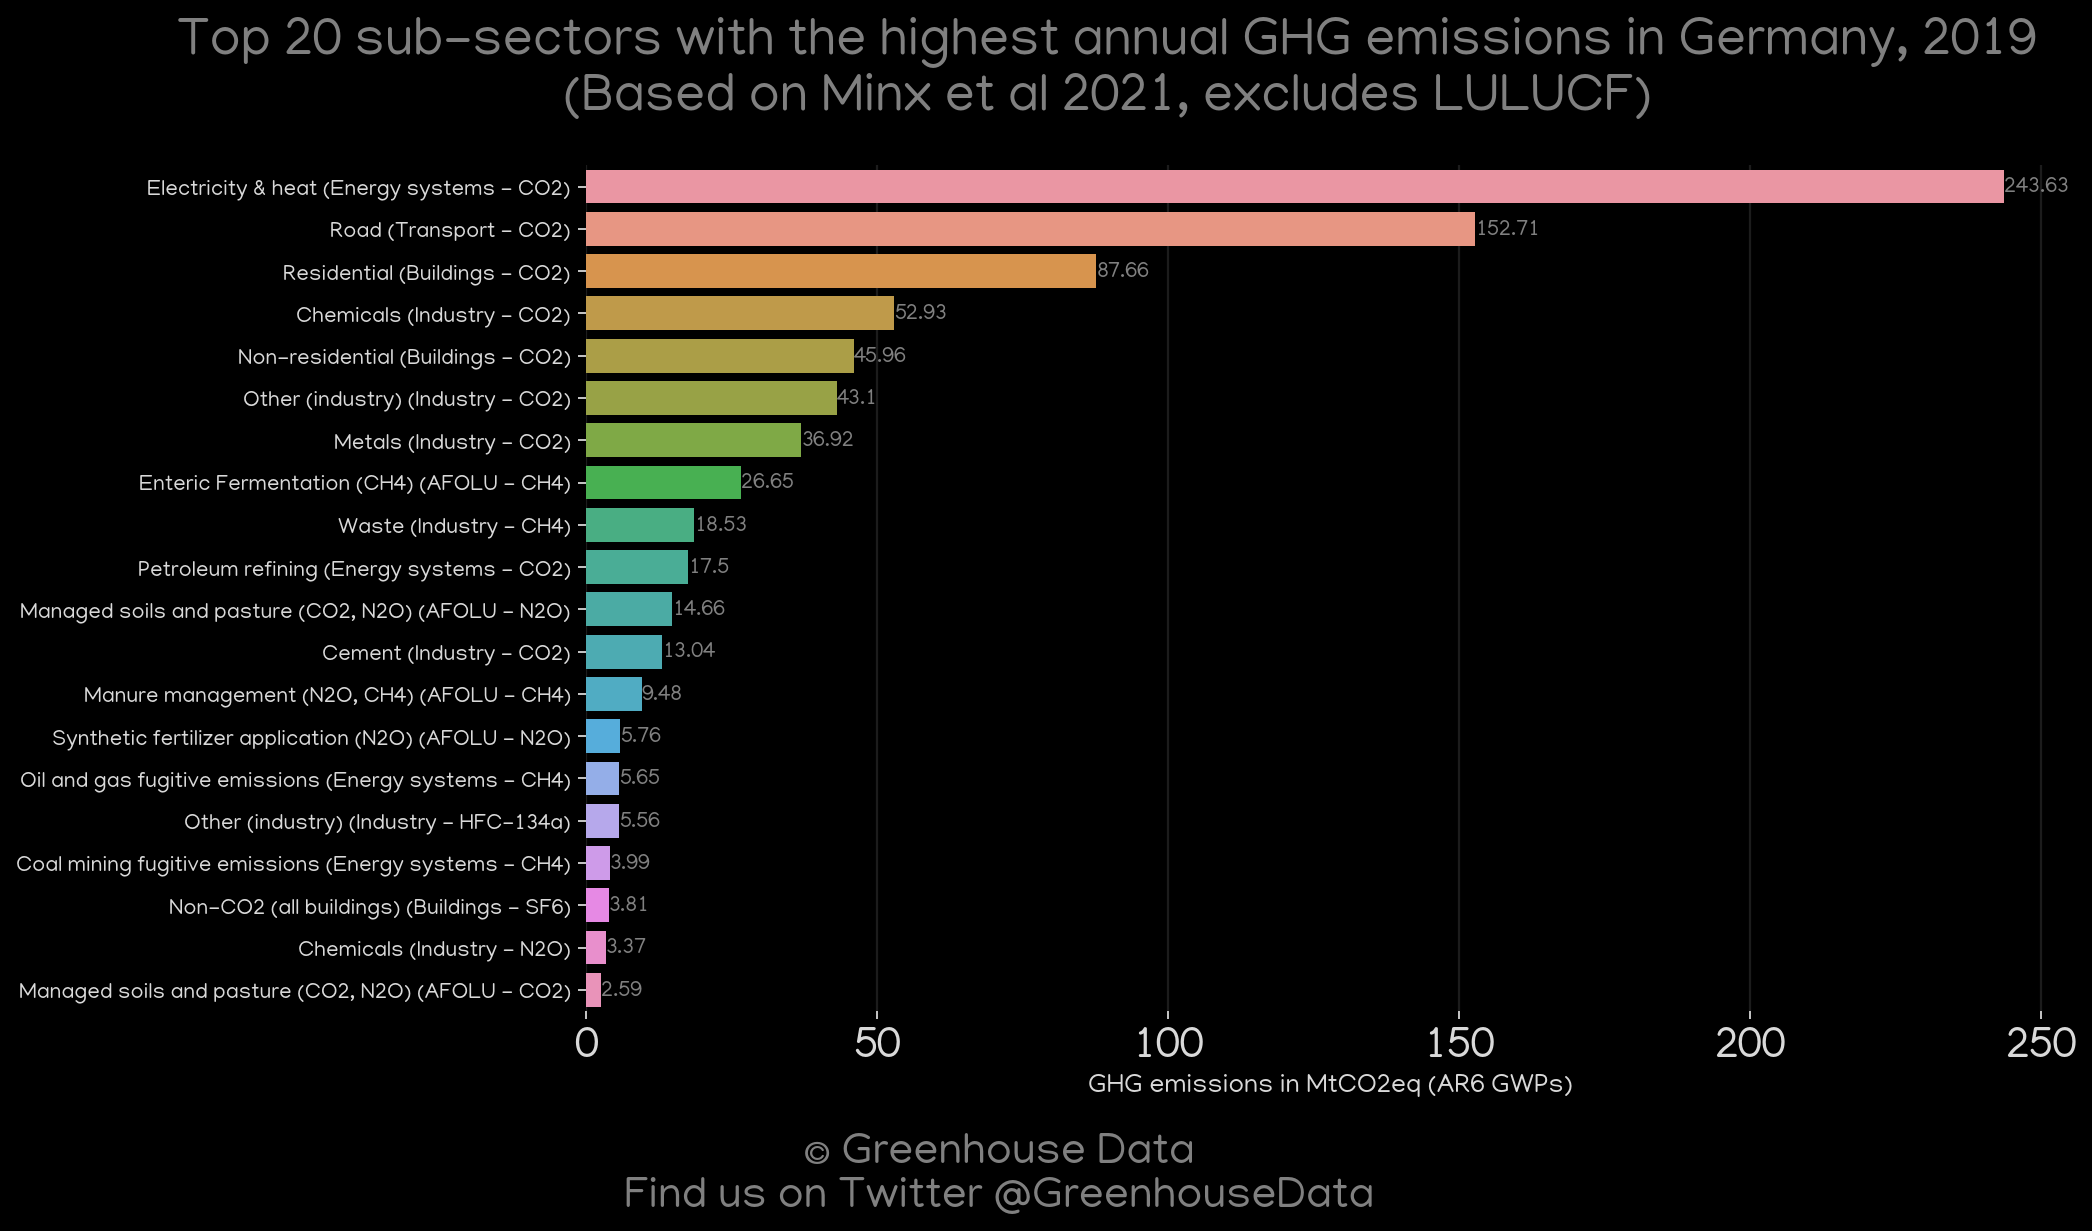 Top 20 sub-sectors with the highest annual GHG emissions in Germany, 2019
(Based on Minx et al 2021, excludes LULUCF)
Electricity & heat (Energy systems - CO2) 243.63
Road (Transport - CO2) 152.71
Residential (Buildings - CO2) 87.66
Chemicals (Industry - CO2) 52.93
Non-residential (Buildings - CO2) 45.96
Other (industry) (Industry - CO2) 43.1
Metals (Industry - CO2) 36.92
Enteric Fermentation (CH4) (AFOLU - CH4) 26.65
Waste (Industry - CH4) 18.53
Petroleum refining (Energy systems - CO2) 17.5
Managed soils and pasture (CO2, N2O) (AFOLU - N2O) 14.66
Cement (Industry - CO2) 13.04
Manure management (N2O, CH4) (AFOLU - CH4) 9.48
Synthetic fertilizer application (N2O) (AFOLU - N2O) 5.76
Oil and gas fugitive emissions (Energy systems - CH4) 5.65
Other (industry) (Industry - HFC-134a) 5.56
Coal mining fugitive emissions (Energy systems - CH4) 3.99
Non-CO2 (all buildings) (Buildings - SF6) 3.81
Chemicals (Industry - N2O) 3.37
Managed soils and pasture (CO2, N2O) (AFOLU - CO2) 2.59
0 50 100 150 200 250
GHG emissions in MtCO2eq (AR6 GWPs)
© Greenhouse Data
Find us on Twitter @GreenhouseData